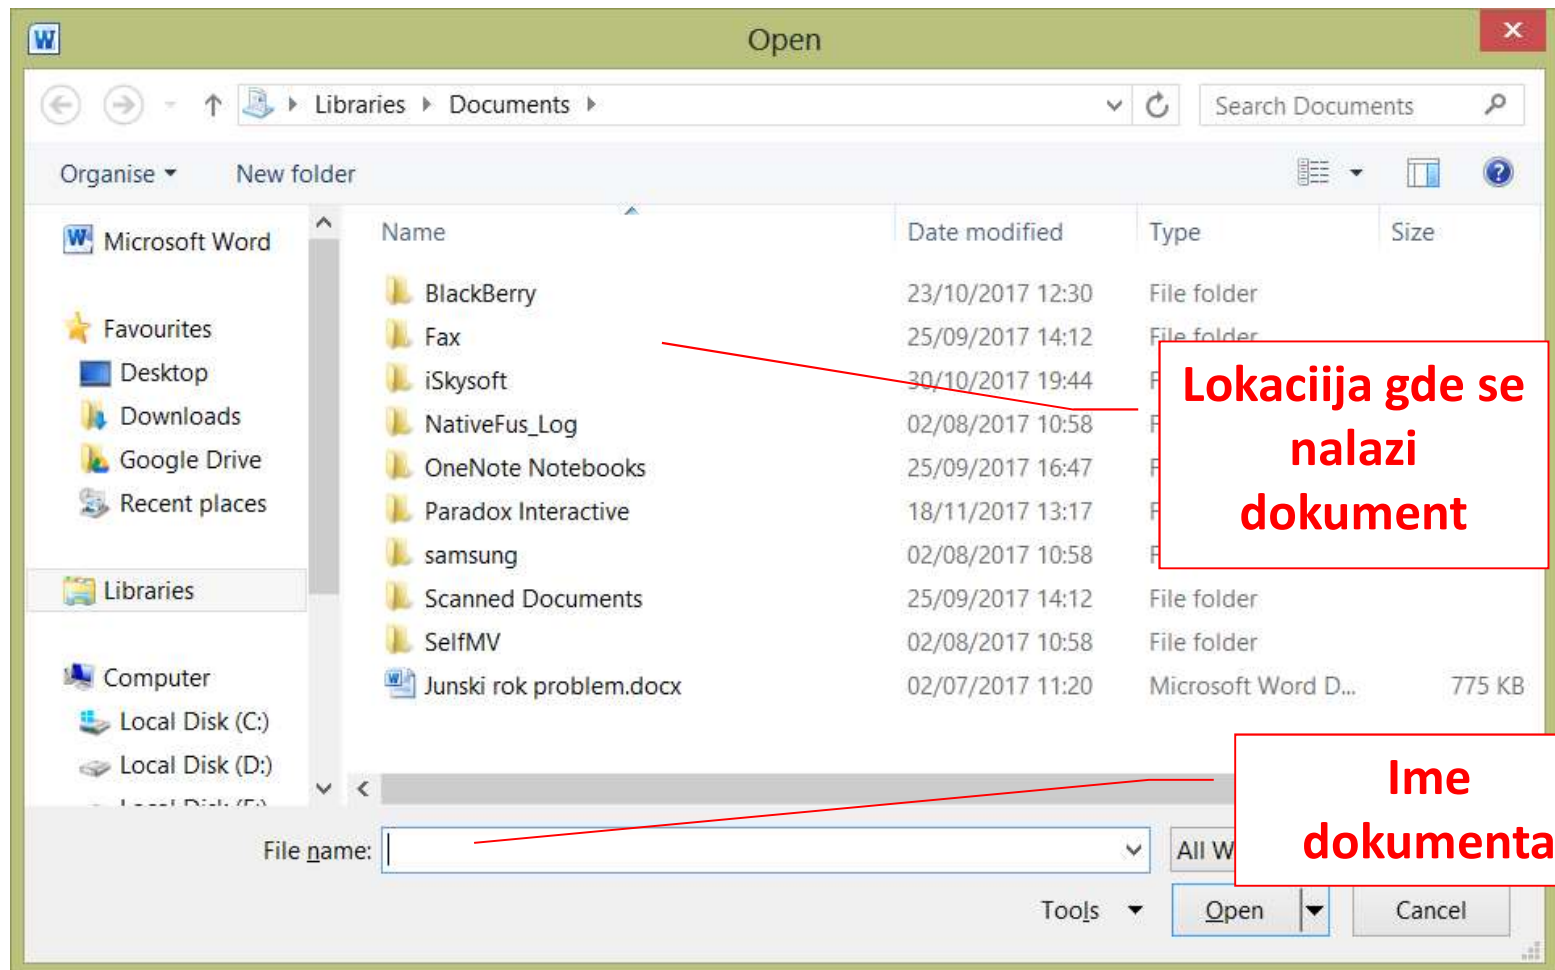 Open
Libraries Documents
Search Documents
Organise New folder
Microsoft Word
Favourites
Desktop
Downloads
Google Drive
Recent places
Libraries
Computer
Local Disk (C:)
Local Disk (D:)
Name Date modified Type Size
BlackBerry 23/10/2017 12:30 File folder
Fax 25/09/2017 14:12 File folder
iSkysoft 30/10/2017 19:44 F
NativeFus_Log 02/08/2017 10:58 F
OneNote Notebooks 25/09/2017 16:47 F
Paradox Interactive 18/11/2017 13:17 F
samsung 02/08/2017 10:58 F
Scanned Documents 25/09/2017 14:12 File folder
SelfMV 02/08/2017 10:58 File folder
Junski rok problem.docx 02/07/2017 11:20 Microsoft Word D... 775 KB
Lokaciija gde se
nalazi
dokument
Ime
dokumenta
File name: All W
Tools Open Cancel